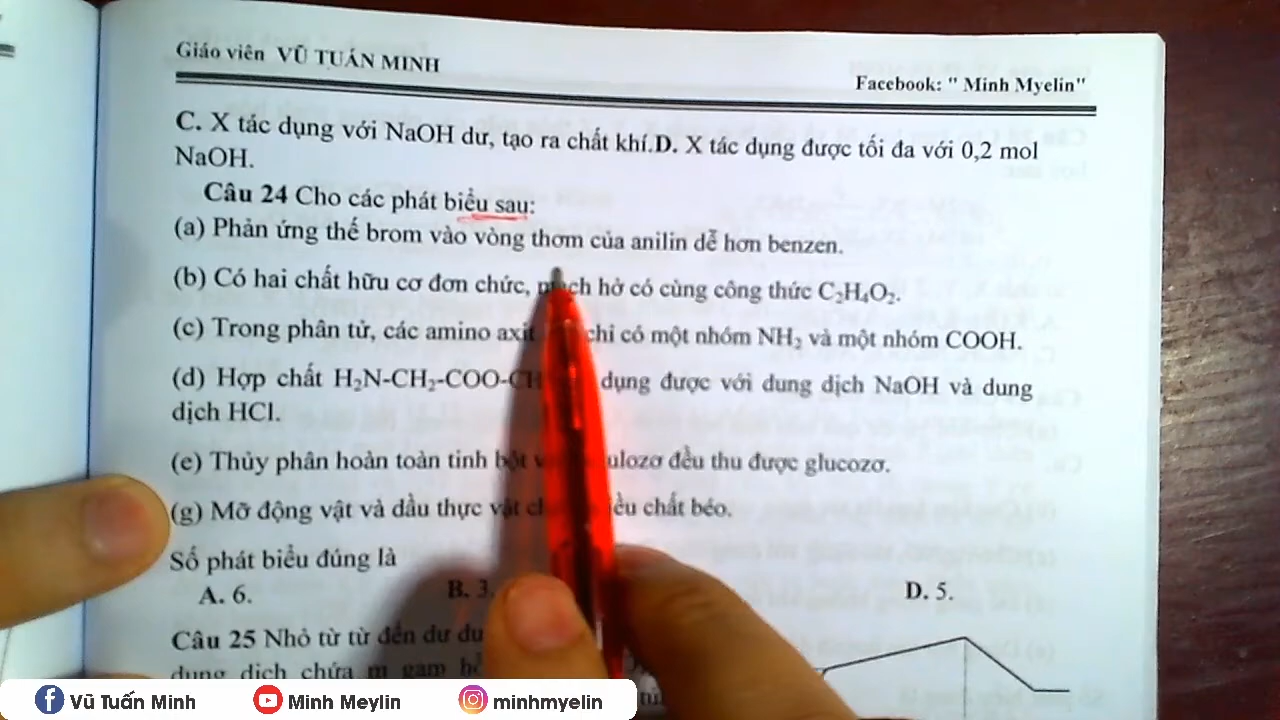 Giáo viên VŨ TUẤN MINH
Facebook: " Minh Myelin"
C. X tác dụng với NaOH dư, tạo ra chất khí.D. X tác dụng được tối đa với 0,2 mol
NaOH.
Câu 24 Cho các phát biểu sau:
(a) Phản ứng thế brom vào vòng thơm của anilin dễ hơn benzen.
(b) Có hai chất hữu cơ đơn chức, hở có cùng công thức C₂H₄O₂.
(c) Trong phân tử, các amino axit chỉ có một nhóm NH₂ và một nhóm COOH.
(d) Hợp chất H₂N-CH₂-COO-CH dụng được với dung dịch NaOH và dung
dịch HCl.
(e) Thủy phân hoàn toàn tinh bột đều thu được glucozơ.
(g) Mỡ động vật và dầu thực vật chất béo.
Số phát biểu đúng là
A. 6. B. 3. D. 5.
Câu 25 Nhỏ từ từ đến dư
dung dịch chứa m gam
Vũ Tuấn Minh Minh Meylin minhmyelin